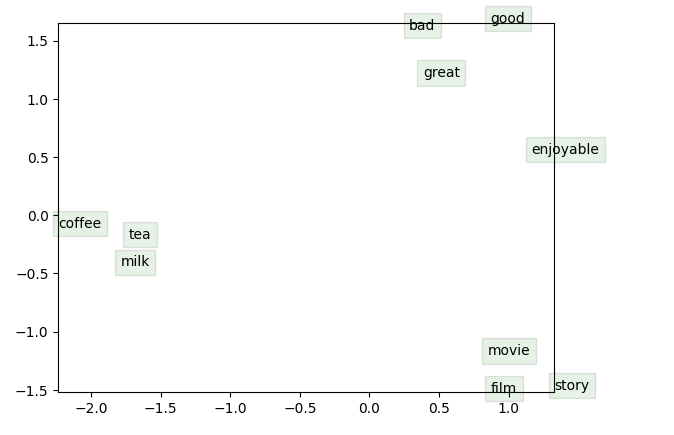 good
bad
1.5
great
1.0
enjoyable
0.5
0.0
coffee
tea
milk
−0.5
−1.0
movie
film
story
−1.5
−2.0 −1.5 −1.0 −0.5 0.0 0.5 1.0